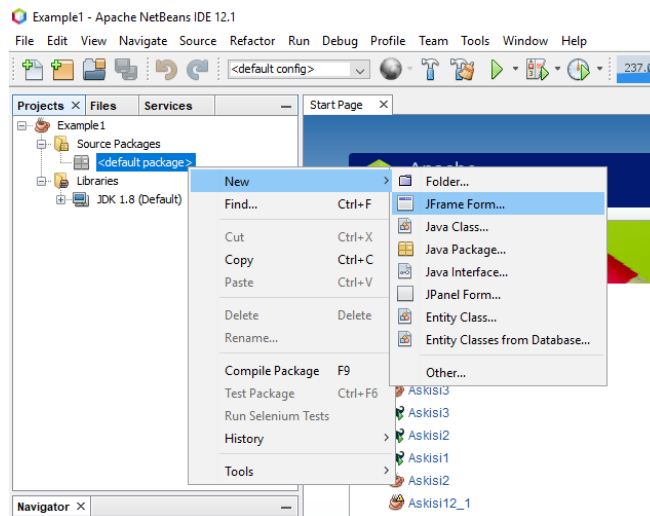 Example1 - Apache NetBeans IDE 12.1
File Edit View Navigate Source Refactor Run Debug Profile Team Tools Window Help
<default config>
237,
Projects Files Services
Start Page
Example1
Source Packages
<default package>
Libraries
JDK 1.8 (Default)
Apache
New
Find... Ctrl+F
Cut Ctrl+X
Copy Ctrl+C
Paste Ctrl+V
Delete Delete
Rename...
Compile Package F9
Test Package Ctrl+F6
Run Selenium Tests
History
Tools
Folder...
JFrame Form...
Java Class...
Java Package...
Java Interface...
JPanel Form...
Entity Class...
Entity Classes from Database...
Other...
Askisi3
Askisi3
Askisi2
Askisi1
Askisi2
Askisi12_1
Navigator